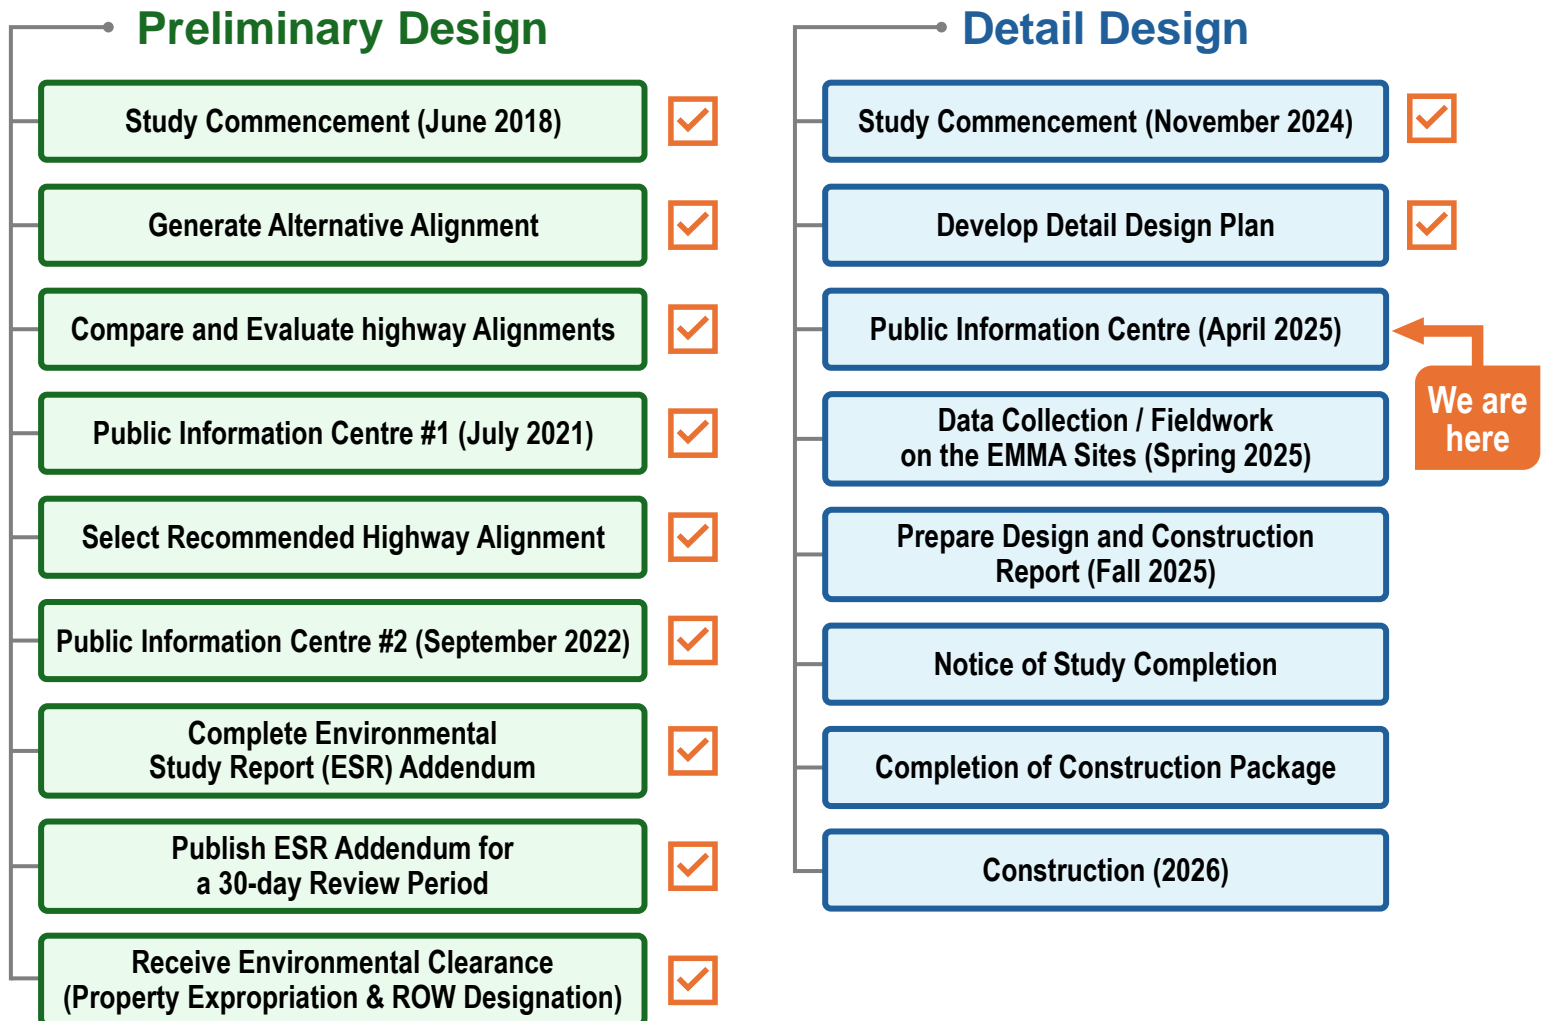 Preliminary Design
Study Commencement (June 2018)
Generate Alternative Alignment
Compare and Evaluate highway Alignments
Public Information Centre #1 (July 2021)
Select Recommended Highway Alignment
Public Information Centre #2 (September 2022)
Complete Environmental
Study Report (ESR) Addendum
Publish ESR Addendum for
a 30-day Review Period
Receive Environmental Clearance
(Property Expropriation & ROW Designation)
Detail Design
Study Commencement (November 2024)
Develop Detail Design Plan
Public Information Centre (April 2025)
We are
here
Data Collection / Fieldwork
on the EMMA Sites (Spring 2025)
Prepare Design and Construction
Report (Fall 2025)
Notice of Study Completion
Completion of Construction Package
Construction (2026)